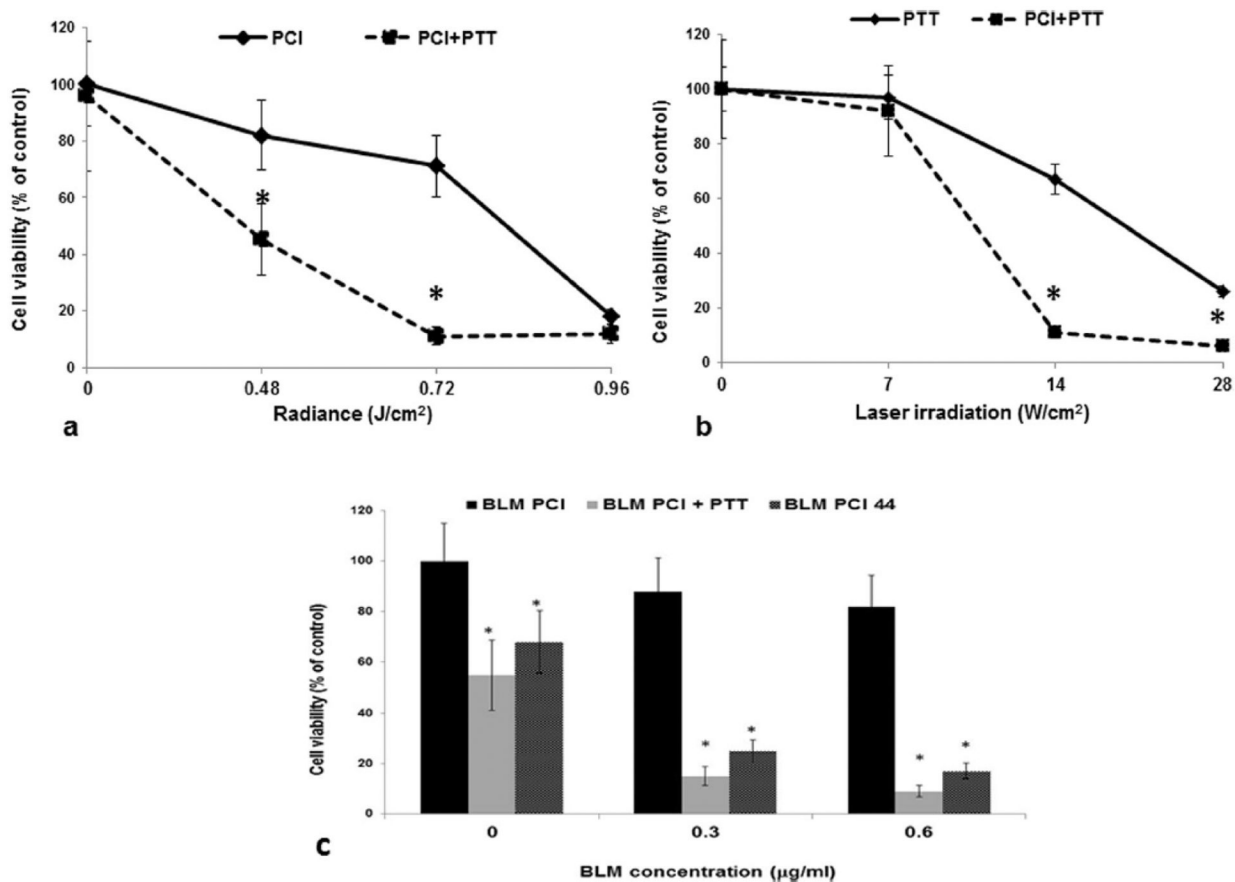 PCI PCI+PTT
Cell viability (% of control)
120
100
80
60
40
20
0
*
*
0 0.48 0.72 0.96
Radiance (J/cm²)
a
PTT PCI+PTT
Cell viability (% of control)
120
100
80
60
40
20
0
*
*
0 7 14 28
Laser irradiation (W/cm²)
b
BLM PCI BLM PCI + PTT BLM PCI 44
Cell viability (% of control)
120
100
80
60
40
20
0
* *
* *
* *
0 0.3 0.6
c
BLM concentration (µg/ml)